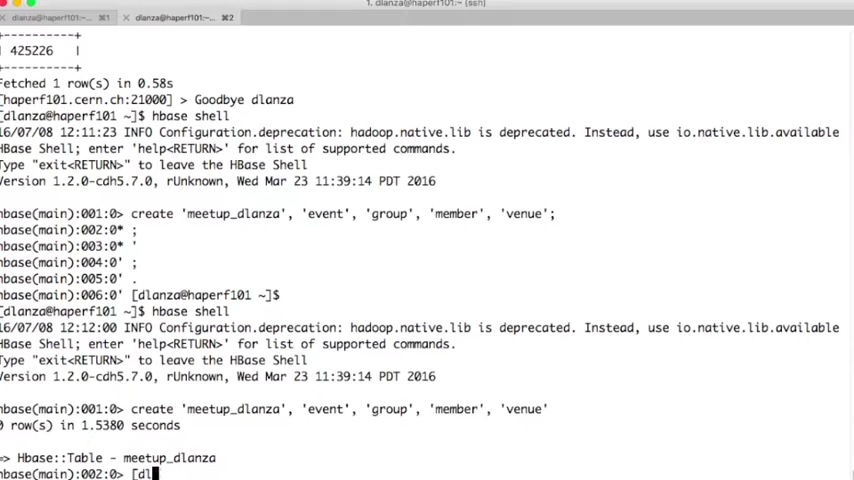 1. dlanza@haperf101:~ (ssh)
dlanza@haperf101:~... ⌘1
dlanza@haperf101:~... ⌘2
+----------+
| 425226 |
+----------+
Fetched 1 row(s) in 0.58s
[haperf101.cern.ch:21000] > Goodbye dlanza
[dlanza@haperf101 ~]$ hbase shell
16/07/08 12:11:23 INFO Configuration.deprecation: hadoop.native.lib is deprecated. Instead, use io.native.lib.available
HBase Shell; enter 'help<RETURN>' for list of supported commands.
Type "exit<RETURN>" to leave the HBase Shell
Version 1.2.0-cdh5.7.0, rUnknown, Wed Mar 23 11:39:14 PDT 2016
hbase(main):001:0> create 'meetup_dlanza', 'event', 'group', 'member', 'venue';
hbase(main):002:0* ;
hbase(main):003:0* '
hbase(main):004:0' ;
hbase(main):005:0' .
hbase(main):006:0' [dlanza@haperf101 ~]$
[dlanza@haperf101 ~]$ hbase shell
16/07/08 12:12:00 INFO Configuration.deprecation: hadoop.native.lib is deprecated. Instead, use io.native.lib.available
HBase Shell; enter 'help<RETURN>' for list of supported commands.
Type "exit<RETURN>" to leave the HBase Shell
Version 1.2.0-cdh5.7.0, rUnknown, Wed Mar 23 11:39:14 PDT 2016
hbase(main):001:0> create 'meetup_dlanza', 'event', 'group', 'member', 'venue'
0 row(s) in 1.5380 seconds
=> Hbase::Table - meetup_dlanza
hbase(main):002:0> [dl